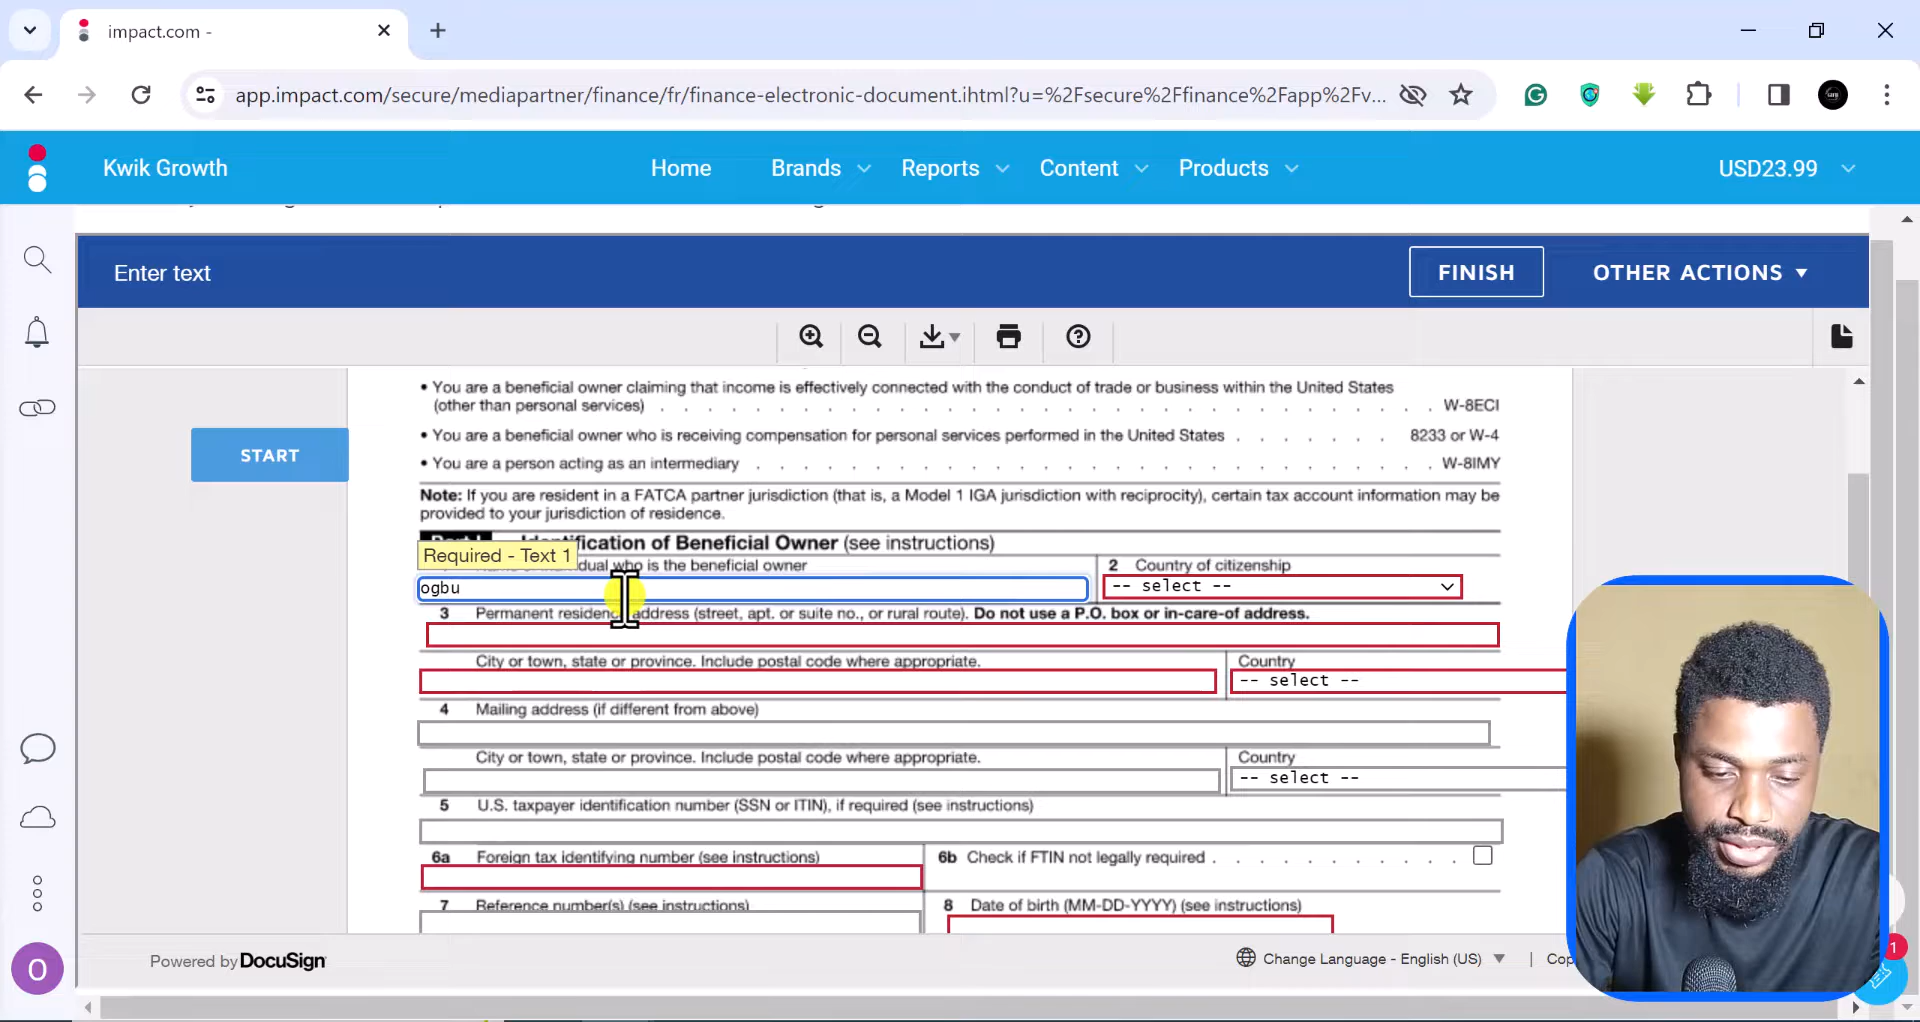 impact.com -
app.impact.com/secure/mediapartner/finance/fr/finance-electronic-document.ihtml?u=%2Fsecure%2Ffinance%2Fapp%2Fv...
Kwik Growth
Home
Brands
Reports
Content
Products
USD23.99
Enter text
FINISH
OTHER ACTIONS
START
• You are a beneficial owner claiming that income is effectively connected with the conduct of trade or business within the United States
(other than personal services) . . . . . . . . . . . . . . . . . . . . . . . . . . . . . W-8ECI
• You are a beneficial owner who is receiving compensation for personal services performed in the United States . . . . . . . 8233 or W-4
• You are a person acting as an intermediary . . . . . . . . . . . . . . . . . . . . . . . . . W-8IMY
Note: If you are resident in a FATCA partner jurisdiction (that is, a Model 1 IGA jurisdiction with reciprocity), certain tax account information may be
provided to your jurisdiction of residence.
Identification of Beneficial Owner (see instructions)
Required - Text 1
who is the beneficial owner
2 Country of citizenship
ogbu
-- select --
3 Permanent residence address (street, apt. or suite no., or rural route). Do not use a P.O. box or in-care-of address.
City or town, state or province. Include postal code where appropriate.
Country
-- select --
4 Mailing address (if different from above)
City or town, state or province. Include postal code where appropriate.
Country
-- select --
5 U.S. taxpayer identification number (SSN or ITIN), if required (see instructions)
6a Foreign tax identifying number (see instructions)
6b Check if FTIN not legally required . . . . . . . . . . .
7 Reference number(s) (see instructions)
8 Date of birth (MM-DD-YYYY) (see instructions)
Powered by DocuSign
Change Language - English (US)
|
O
1